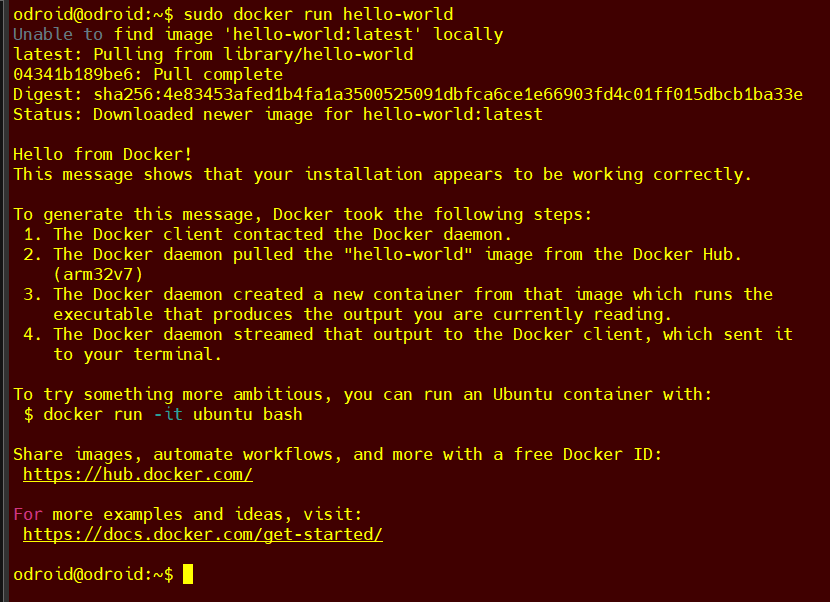 odroid@odroid:~$ sudo docker run hello-world
Unable to find image 'hello-world:latest' locally
latest: Pulling from library/hello-world
04341b189be6: Pull complete
Digest: sha256:4e83453afed1b4fa1a3500525091dbfca6ce1e66903fd4c01ff015dbcb1ba33e
Status: Downloaded newer image for hello-world:latest
Hello from Docker!
This message shows that your installation appears to be working correctly.
To generate this message, Docker took the following steps:
1. The Docker client contacted the Docker daemon.
2. The Docker daemon pulled the "hello-world" image from the Docker Hub.
(arm32v7)
3. The Docker daemon created a new container from that image which runs the
executable that produces the output you are currently reading.
4. The Docker daemon streamed that output to the Docker client, which sent it
to your terminal.
To try something more ambitious, you can run an Ubuntu container with:
$ docker run -it ubuntu bash
Share images, automate workflows, and more with a free Docker ID:
https://hub.docker.com/
For more examples and ideas, visit:
https://docs.docker.com/get-started/
odroid@odroid:~$